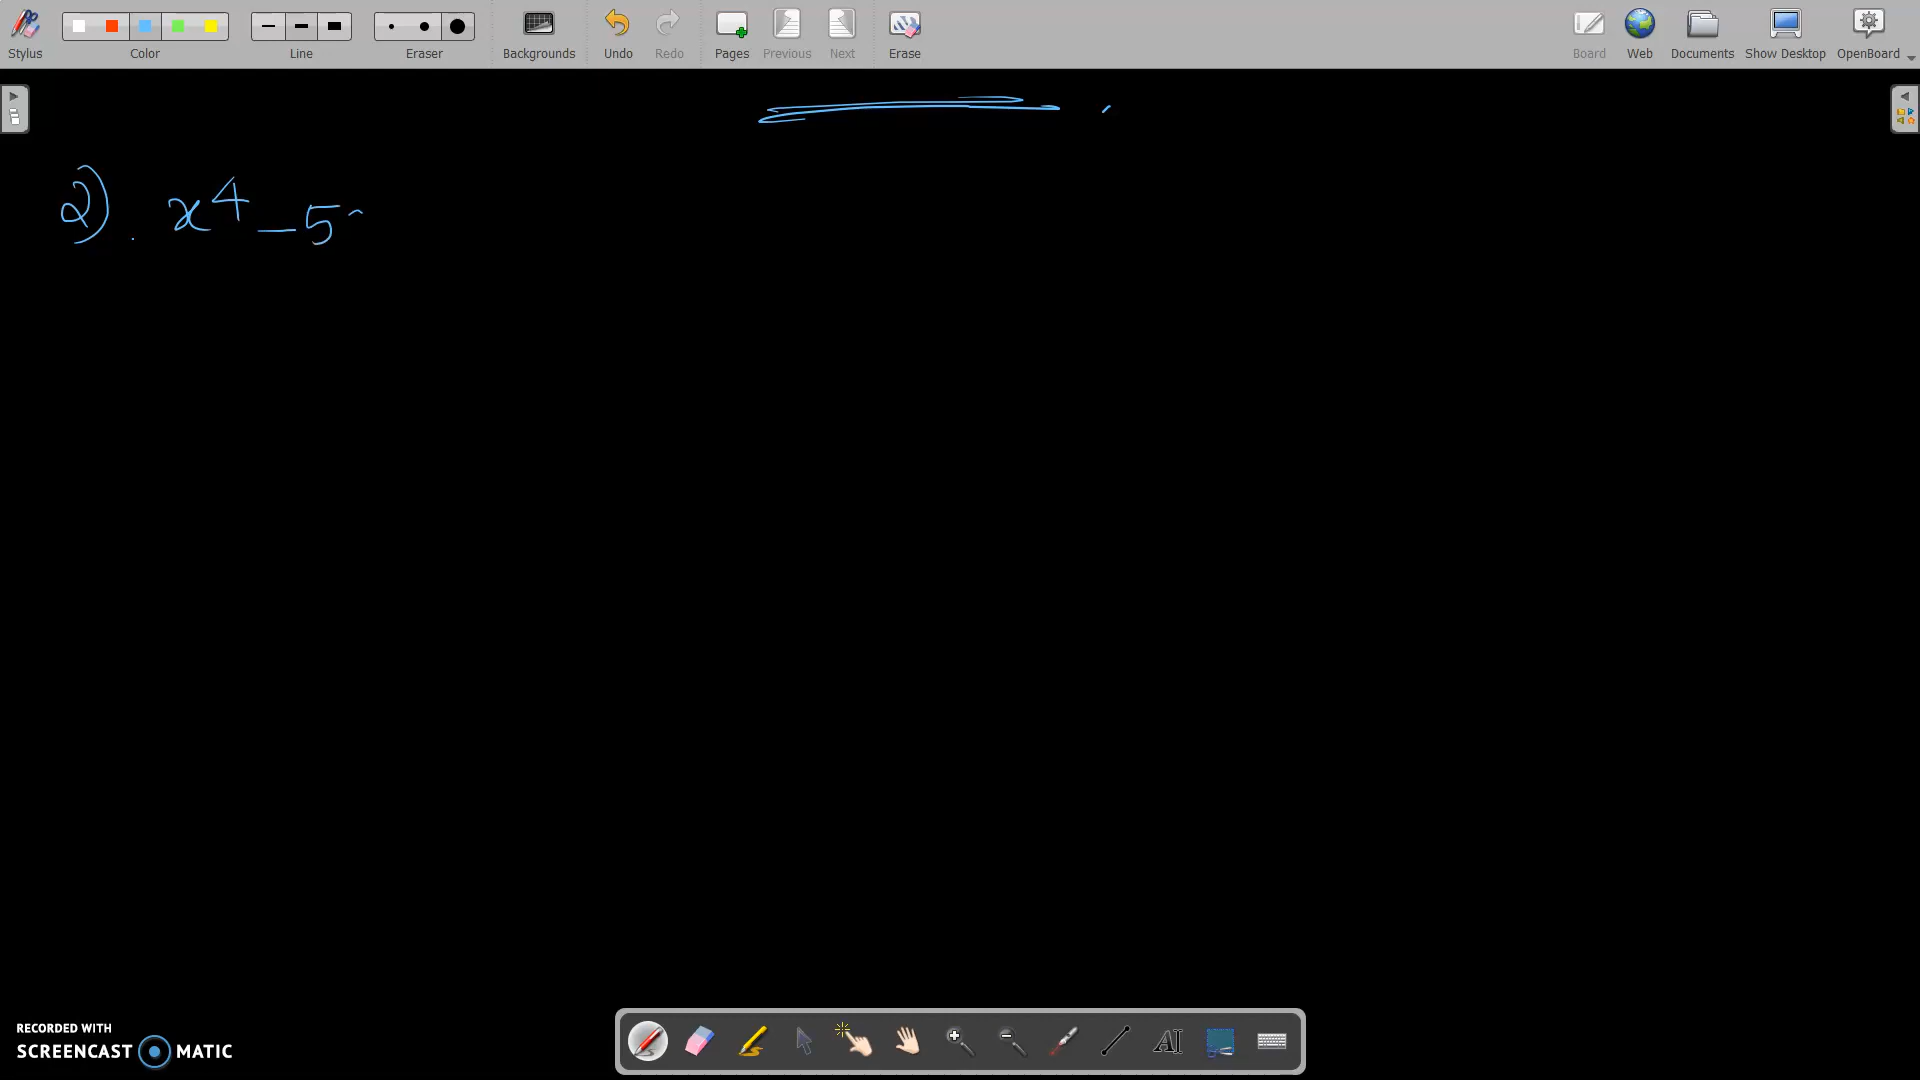 Stylus Color Line Eraser Backgrounds Undo Redo Pages Previous Next Erase Board Web Documents Show Desktop OpenBoard
2). x⁴ - 5
AI
RECORDED WITH
SCREENCAST MATIC